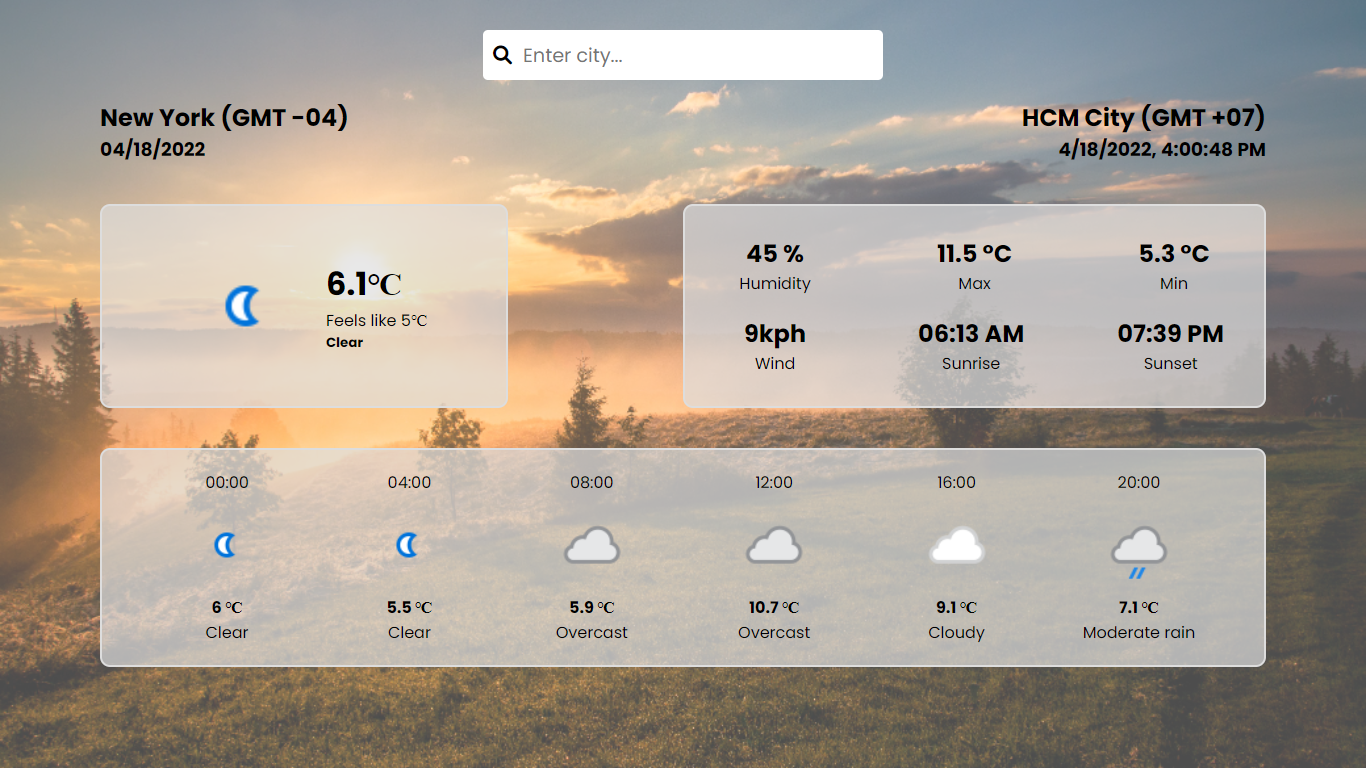 Enter city...
New York (GMT -04)
04/18/2022
HCM City (GMT +07)
4/18/2022, 4:00:48 PM
6.1℃
Feels like 5℃
Clear
45 %
Humidity
11.5 °C
Max
5.3 °C
Min
9kph
Wind
06:13 AM
Sunrise
07:39 PM
Sunset
00:00
04:00
08:00
12:00
16:00
20:00
6 ℃
5.5 ℃
5.9 ℃
10.7 ℃
9.1 ℃
7.1 ℃
Clear
Clear
Overcast
Overcast
Cloudy
Moderate rain